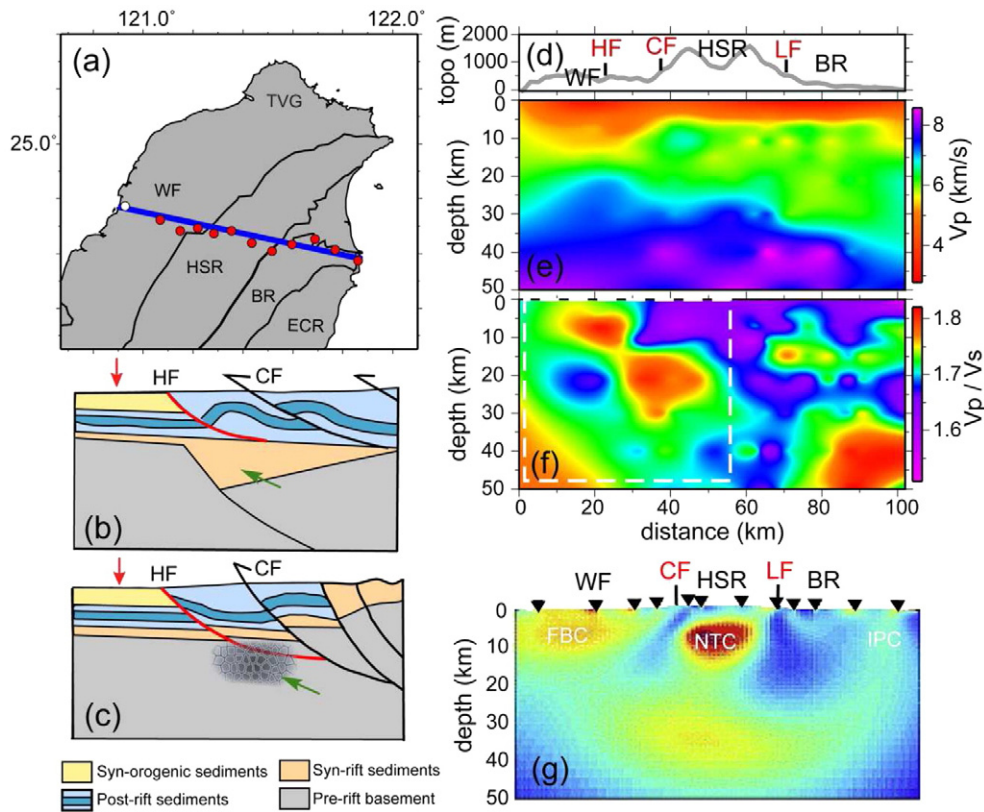 121.0° 122.0°
(a)
25.0°
TVG
WF
HSR
BR
ECR
HF CF
(b)
HF CF
(c)
Syn-orogenic sediments
Syn-rift sediments
Post-rift sediments
Pre-rift basement
topo (m)
2000
1000
0
(d) HF CF HSR LF
WF BR
depth (km)
0
10
20
30
40
50
(e)
Vp (km/s)
8
6
4
depth (km)
0
10
20
30
40
50
(f)
Vp / Vs
1.8
1.7
1.6
0 20 40 60 80 100
distance (km)
WF CF HSR LF BR
depth (km)
0
10
20
30
40
50
FBC NTC IPC
(g)